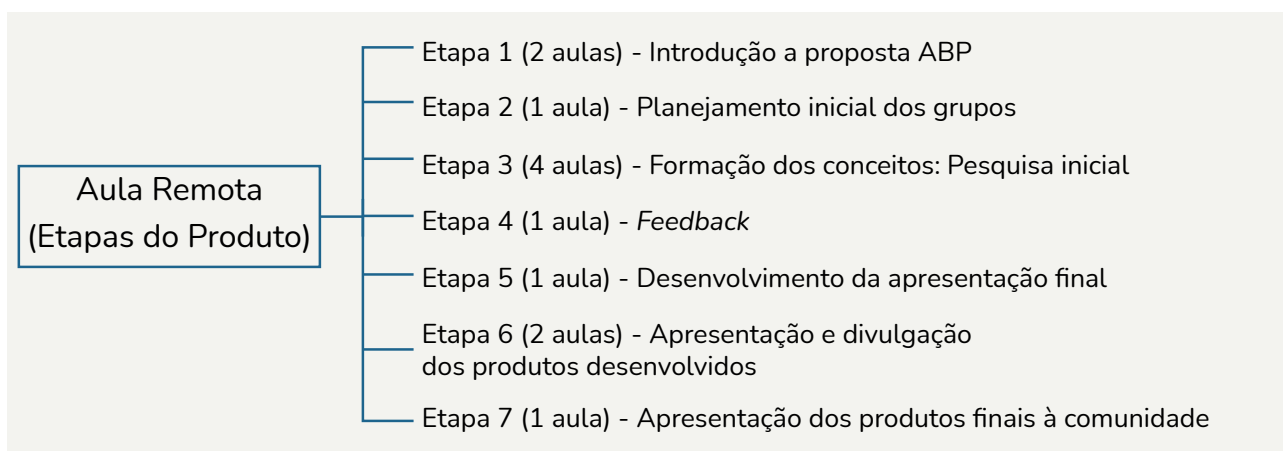 Aula Remota
(Etapas do Produto)
Etapa 1 (2 aulas) - Introdução a proposta ABP
Etapa 2 (1 aula) - Planejamento inicial dos grupos
Etapa 3 (4 aulas) - Formação dos conceitos: Pesquisa inicial
Etapa 4 (1 aula) - Feedback
Etapa 5 (1 aula) - Desenvolvimento da apresentação final
Etapa 6 (2 aulas) - Apresentação e divulgação
dos produtos desenvolvidos
Etapa 7 (1 aula) - Apresentação dos produtos finais à comunidade